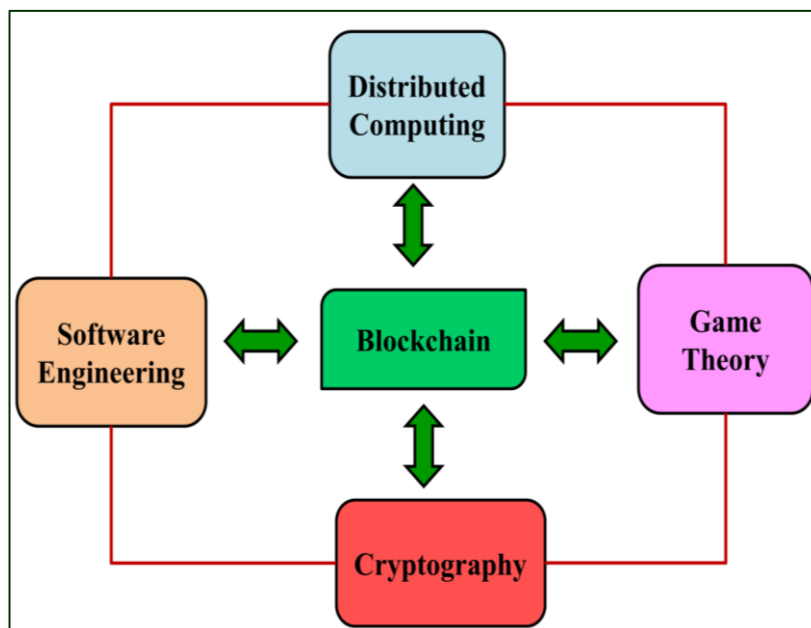 Distributed
Computing
Software
Engineering
Blockchain
Game
Theory
Cryptography